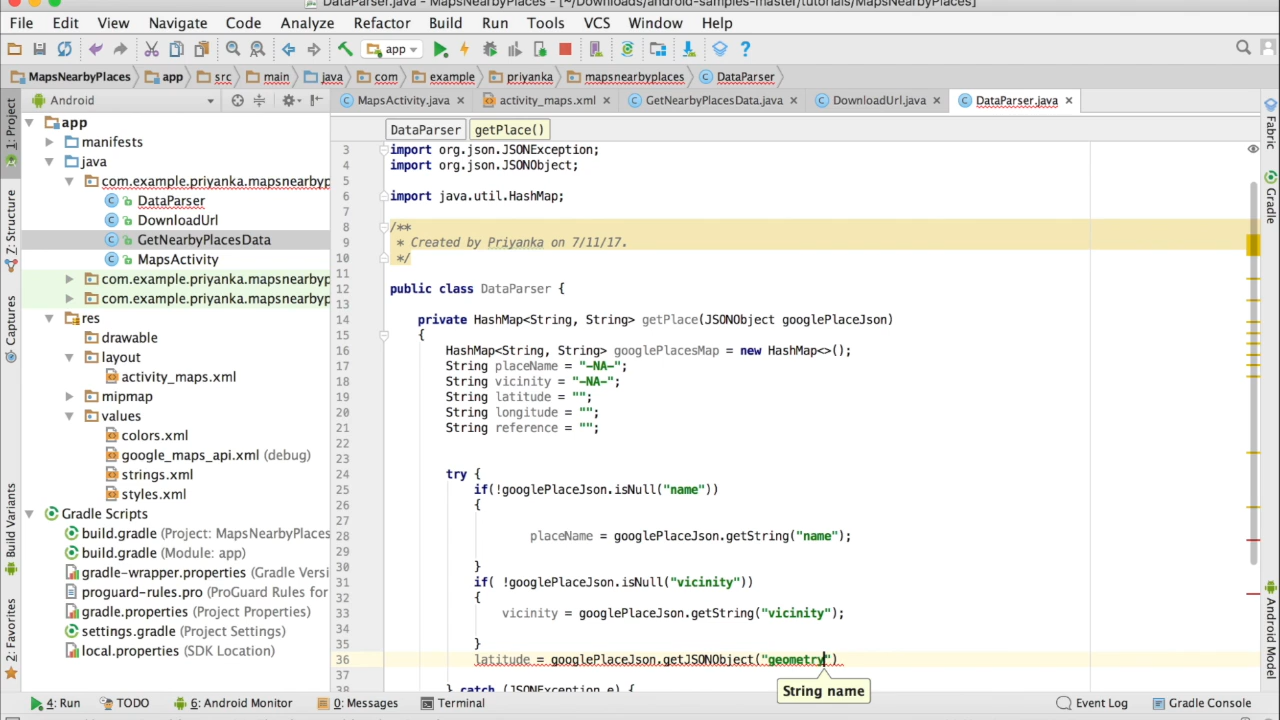 DataParser.java - MapsNearbyPlaces - [~/Downloads/android-samples-master/tutorials/MapsNearbyPlaces]
File Edit View Navigate Code Analyze Refactor Build Run Tools VCS Window Help
app
MapsNearbyPlaces app src main java com example priyanka mapsnearbyplaces DataParser
Android
MapsActivity.java activity_maps.xml GetNearbyPlacesData.java DownloadUrl.java DataParser.java
1: Project
Z: Structure
Captures
Build Variants
2: Favorites
app
manifests
java
com.example.priyanka.mapsnearbyp
DataParser
DownloadUrl
GetNearbyPlacesData
MapsActivity
com.example.priyanka.mapsnearbyp
com.example.priyanka.mapsnearbyp
res
drawable
layout
activity_maps.xml
mipmap
values
colors.xml
google_maps_api.xml (debug)
strings.xml
styles.xml
Gradle Scripts
build.gradle (Project: MapsNearbyPlaces
build.gradle (Module: app)
gradle-wrapper.properties (Gradle Versi
proguard-rules.pro (ProGuard Rules for
gradle.properties (Project Properties)
settings.gradle (Project Settings)
local.properties (SDK Location)
DataParser getPlace()
3 import org.json.JSONException;
4 import org.json.JSONObject;
5
6 import java.util.HashMap;
7
8 /**
9 * Created by Priyanka on 7/11/17.
10 */
11
12 public class DataParser {
13
14 private HashMap<String, String> getPlace(JSONObject googlePlaceJson)
15 {
16 HashMap<String, String> googlePlacesMap = new HashMap<>();
17 String placeName = "-NA-";
18 String vicinity = "-NA-";
19 String latitude = "";
20 String longitude = "";
21 String reference = "";
22
23
24 try {
25 if(!googlePlaceJson.isNull("name"))
26 {
27
28 placeName = googlePlaceJson.getString("name");
29
30 }
31 if( !googlePlaceJson.isNull("vicinity"))
32 {
33 vicinity = googlePlaceJson.getString("vicinity");
34
35 }
36 latitude = googlePlaceJson.getJSONObject("geometry")
37
38 } catch (JSONException e) {
String name
Fabric
Gradle
Android Model
4: Run TODO 6: Android Monitor 0: Messages Terminal Event Log Gradle Console